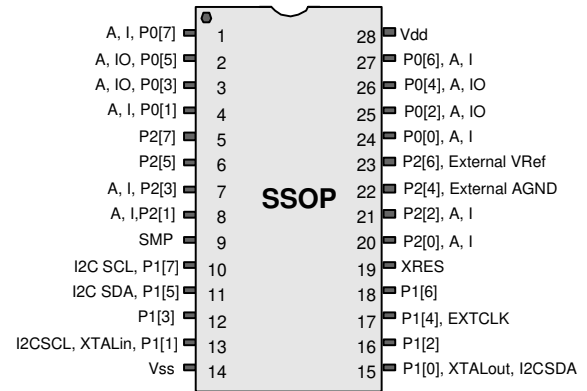 A, I, P0[7] 1 28 Vdd
A, IO, P0[5] 2 27 P0[6], A, I
A, IO, P0[3] 3 26 P0[4], A, IO
A, I, P0[1] 4 25 P0[2], A, IO
P2[7] 5 24 P0[0], A, I
P2[5] 6 23 P2[6], External VRef
A, I, P2[3] 7 SSOP 22 P2[4], External AGND
A, I,P2[1] 8 21 P2[2], A, I
SMP 9 20 P2[0], A, I
I2C SCL, P1[7] 10 19 XRES
I2C SDA, P1[5] 11 18 P1[6]
P1[3] 12 17 P1[4], EXTCLK
I2CSCL, XTALin, P1[1] 13 16 P1[2]
Vss 14 15 P1[0], XTALout, I2CSDA